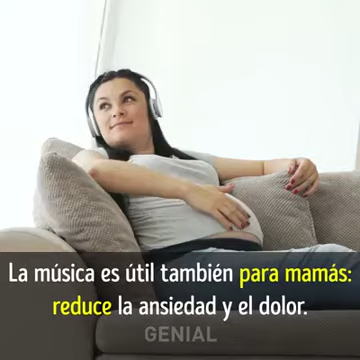 La música es útil también para mamás:
reduce la ansiedad y el dolor.
GENIAL